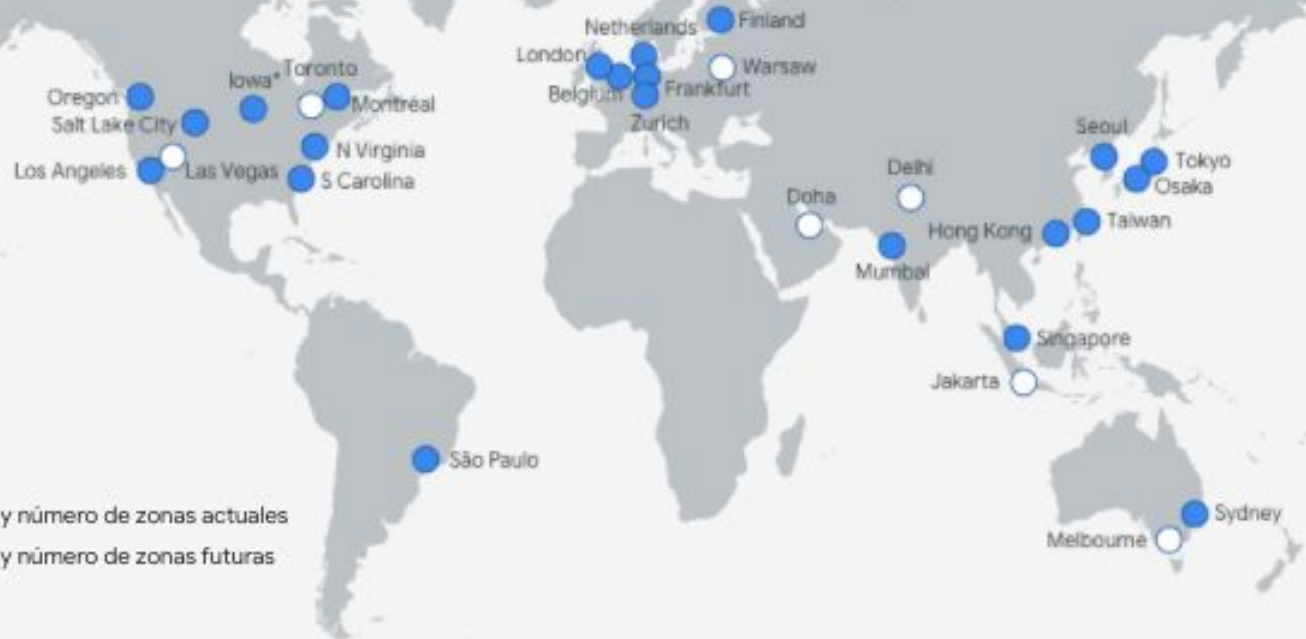 Finland
Netherlands
London
Warsaw
Toronto
Iowa*
Frankfurt
Belgium
Oregon
Montréal
Salt Lake City
Zurich
Seoul
N Virginia
Tokyo
Los Angeles
Las Vegas
Delhi
S Carolina
Osaka
Doha
Taiwan
Hong Kong
Mumbai
Singapore
Jakarta
São Paulo
Sydney
y número de zonas actuales
Melbourne
y número de zonas futuras